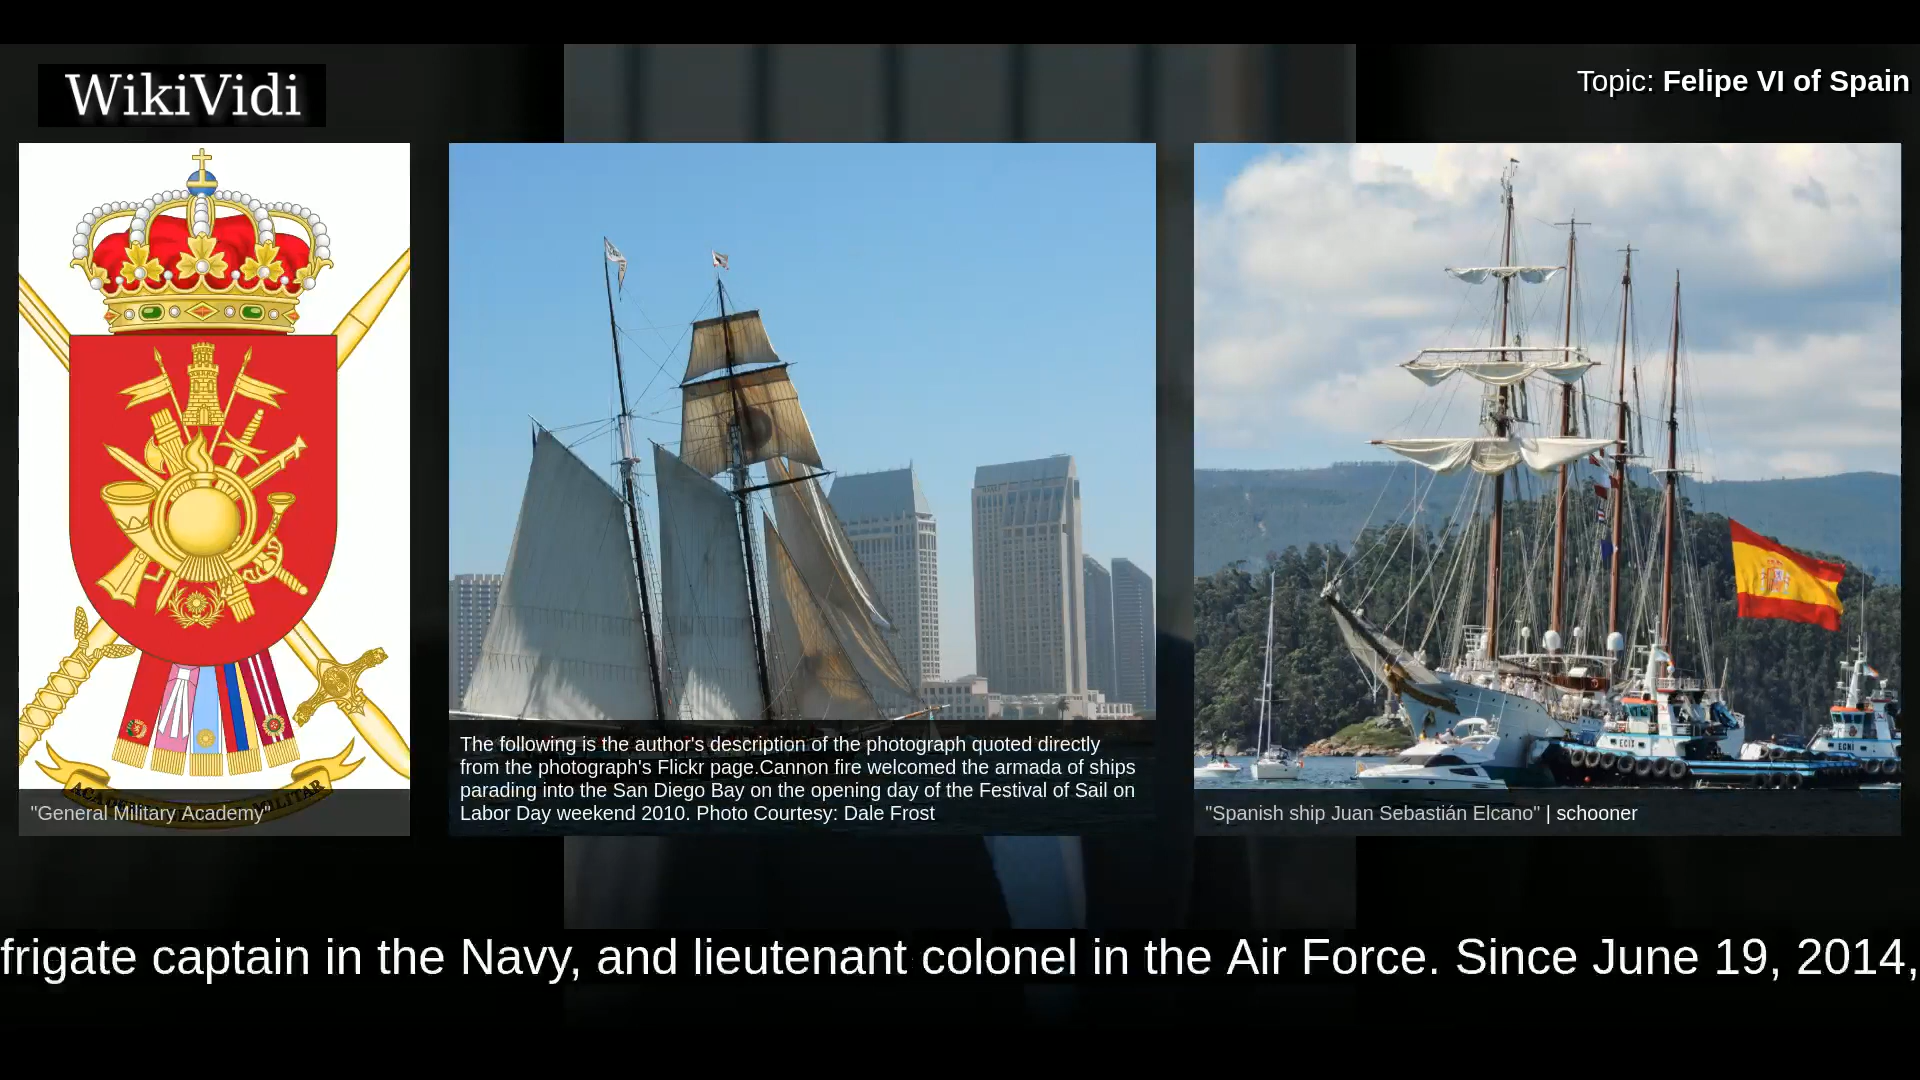 WikiVidi
Topic: Felipe VI of Spain
"General Military Academy"
The following is the author's description of the photograph quoted directly
from the photograph's Flickr page.Cannon fire welcomed the armada of ships
parading into the San Diego Bay on the opening day of the Festival of Sail on
Labor Day weekend 2010. Photo Courtesy: Dale Frost
"Spanish ship Juan Sebastián Elcano" | schooner
frigate captain in the Navy, and lieutenant colonel in the Air Force. Since June 19, 2014,